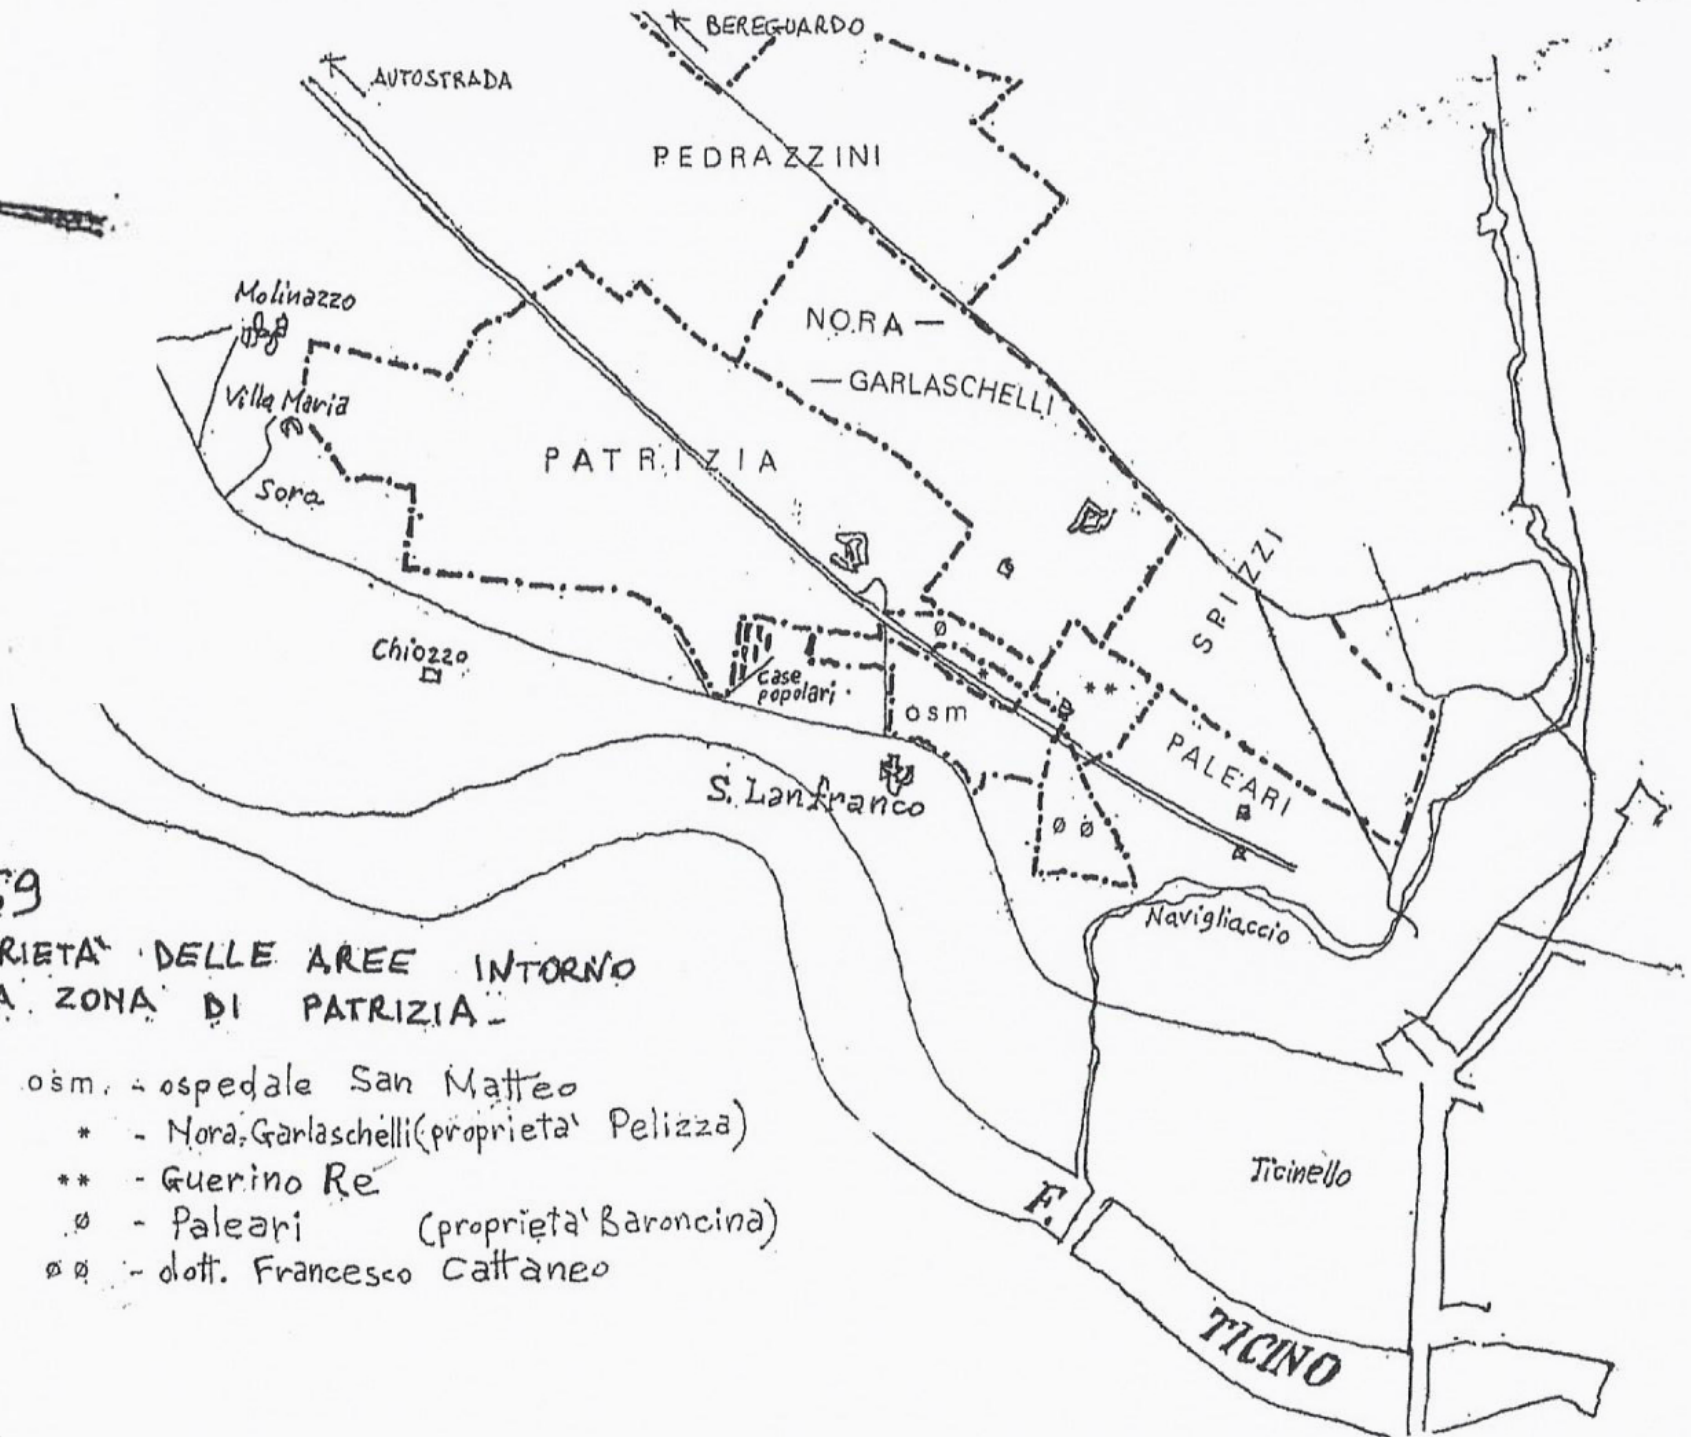 BEREGUARDO
AUTOSTRADA
PEDRAZZINI
Molinazzo
NORA —
— GARLASCHELLI
Villa Maria
PATRIZIA
Sora
SPIZZI
Chiozzo
ø
case
popolari
*
**
osm
PALEARI
S. Lanfranco
ø ø
Navigliaccio
59
RIETA' DELLE AREE INTORNO
A ZONA DI PATRIZIA -
osm. - ospedale San Matteo
* - Nora-Garlaschelli (proprieta' Pelizza)
** - Guerino Re
ø - Paleari (proprieta' Baroncina)
ø ø - dott. Francesco Cattaneo
Ticinello
F.
TICINO